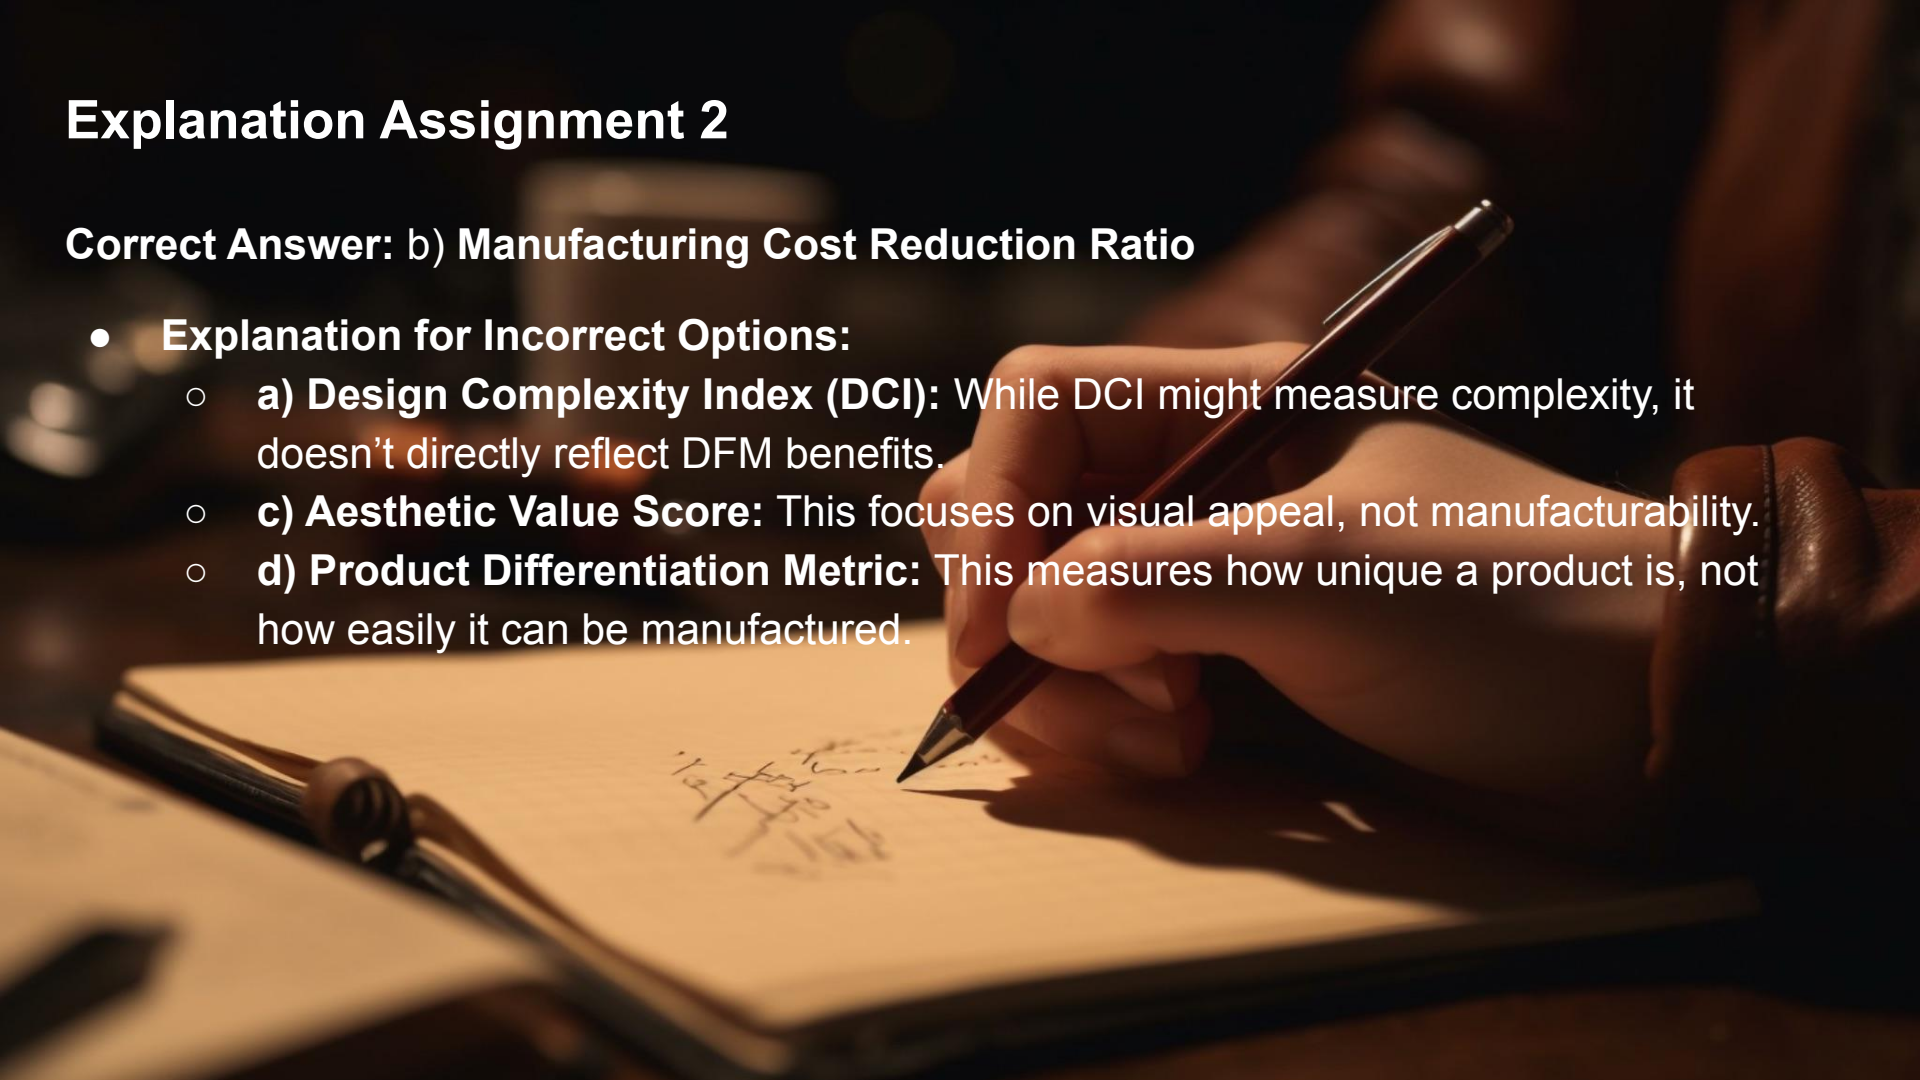 Explanation Assignment 2
Correct Answer: b) Manufacturing Cost Reduction Ratio
● Explanation for Incorrect Options:
○ a) Design Complexity Index (DCI): While DCI might measure complexity, it
doesn’t directly reflect DFM benefits.
○ c) Aesthetic Value Score: This focuses on visual appeal, not manufacturability.
○ d) Product Differentiation Metric: This measures how unique a product is, not
how easily it can be manufactured.